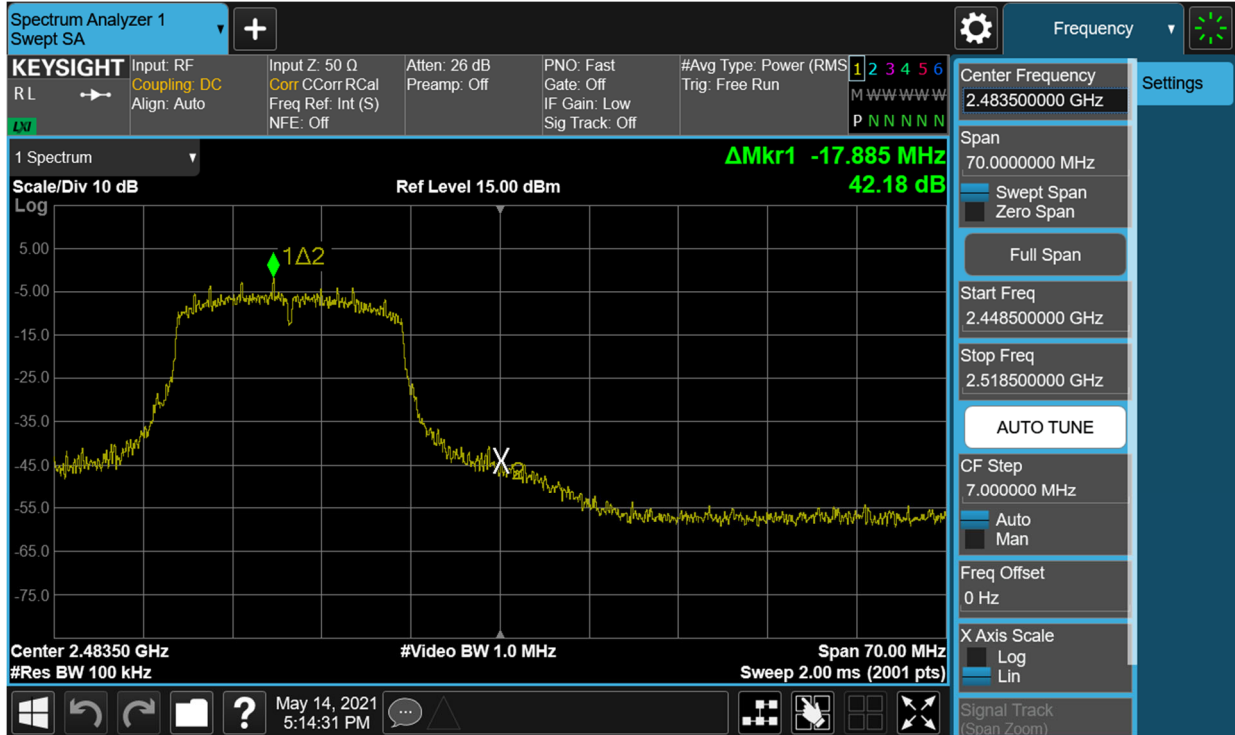 Spectrum Analyzer 1
Swept SA
Frequency
KEYSIGHT
RL
LXI
Input: RF
Coupling: DC
Align: Auto
Input Z: 50 Ω
Corr CCorr RCal
Freq Ref: Int (S)
NFE: Off
Atten: 26 dB
Preamp: Off
PNO: Fast
Gate: Off
IF Gain: Low
Sig Track: Off
#Avg Type: Power (RMS
Trig: Free Run
1 2 3 4 5 6
M W W W W W
P N N N N N
1 Spectrum
ΔMkr1 -17.885 MHz
Scale/Div 10 dB
Ref Level 15.00 dBm
42.18 dB
Log
5.00
-5.00
-15.0
-25.0
-35.0
-45.0
-55.0
-65.0
-75.0
1Δ2
X2
Center 2.48350 GHz
#Video BW 1.0 MHz
Span 70.00 MHz
#Res BW 100 kHz
Sweep 2.00 ms (2001 pts)
Center Frequency
2.483500000 GHz
Settings
Span
70.0000000 MHz
Swept Span
Zero Span
Full Span
Start Freq
2.448500000 GHz
Stop Freq
2.518500000 GHz
AUTO TUNE
CF Step
7.000000 MHz
Auto
Man
Freq Offset
0 Hz
X Axis Scale
Log
Lin
Signal Track
(Span Zoom)
?
May 14, 2021
5:14:31 PM